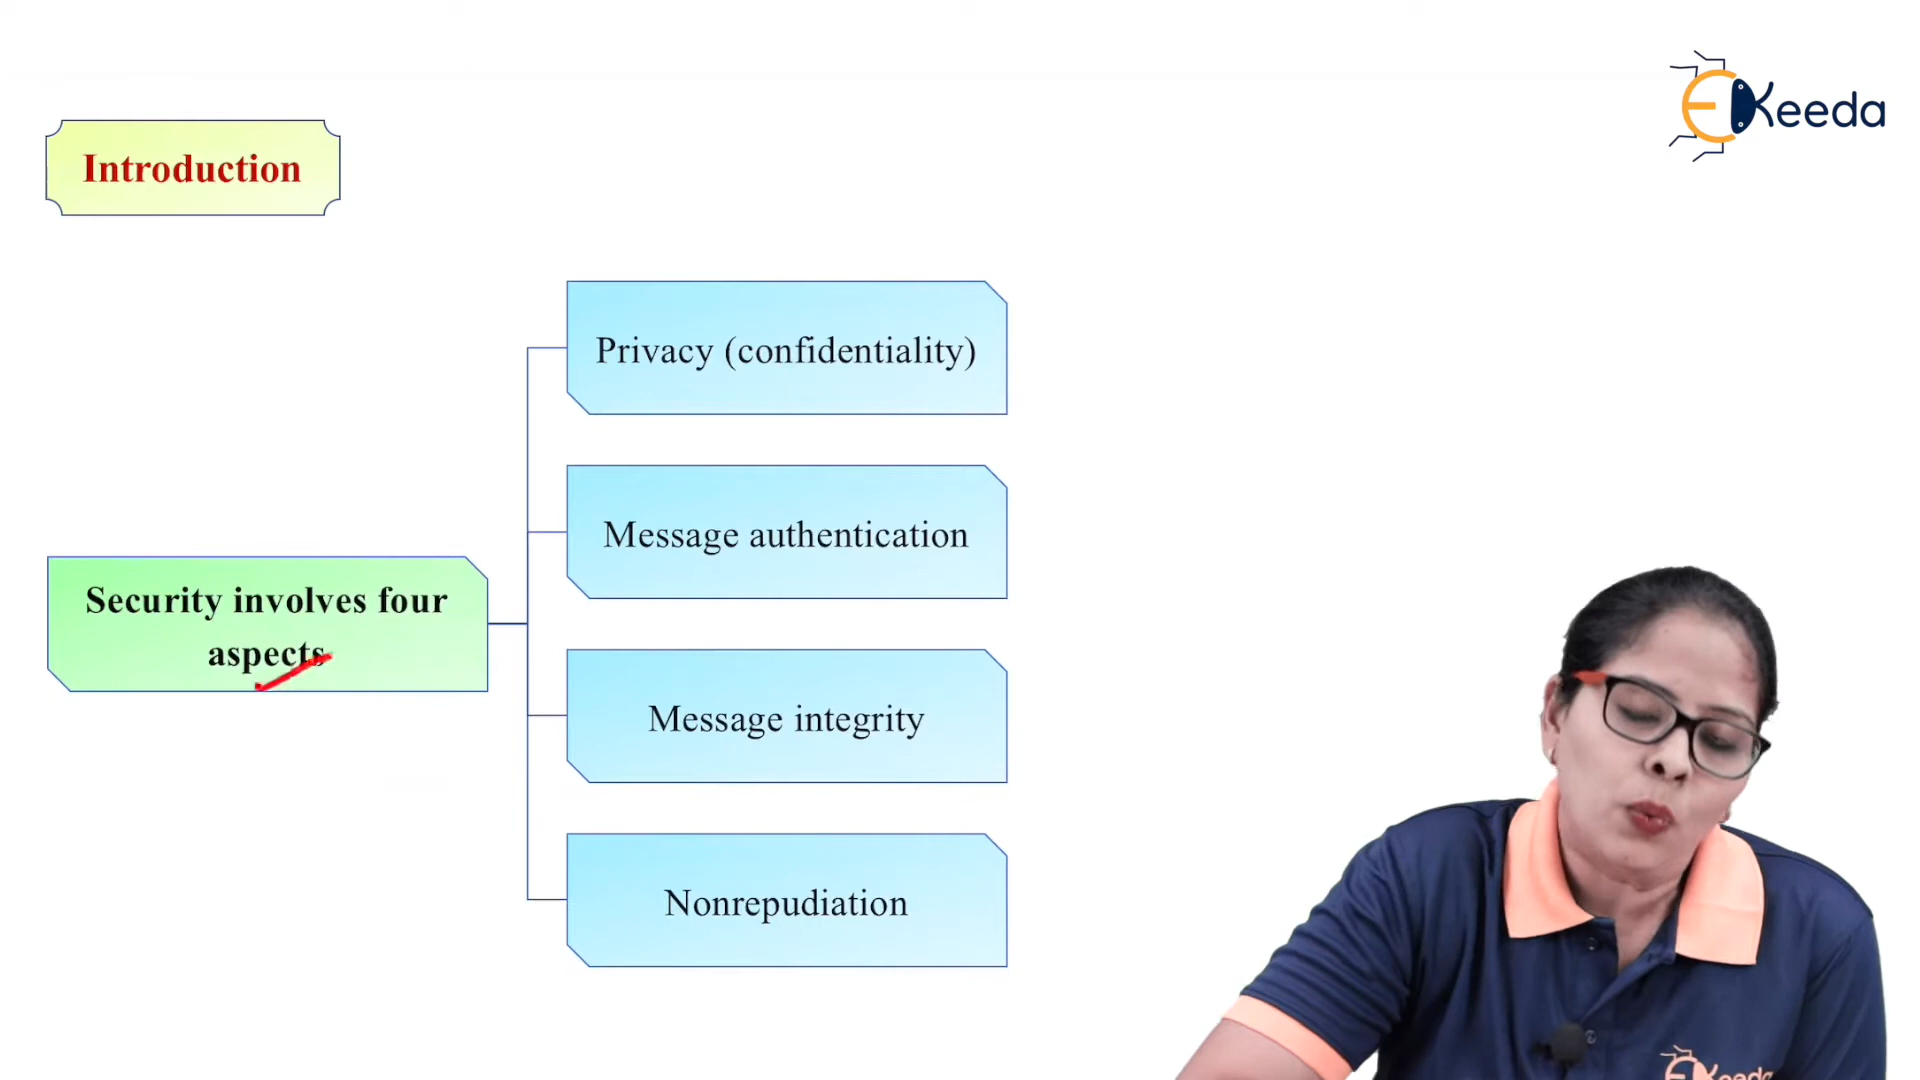 Keeda
Introduction
Privacy (confidentiality)
Message authentication
Security involves four
aspects
Message integrity
Nonrepudiation